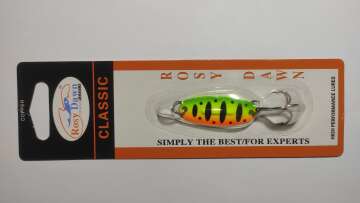 COPPER
Rosy Dawn
CLASSIC
ROSY DAWN
SIMPLY THE BEST/FOR EXPERTS
HIGH PERFORMANCE LURES